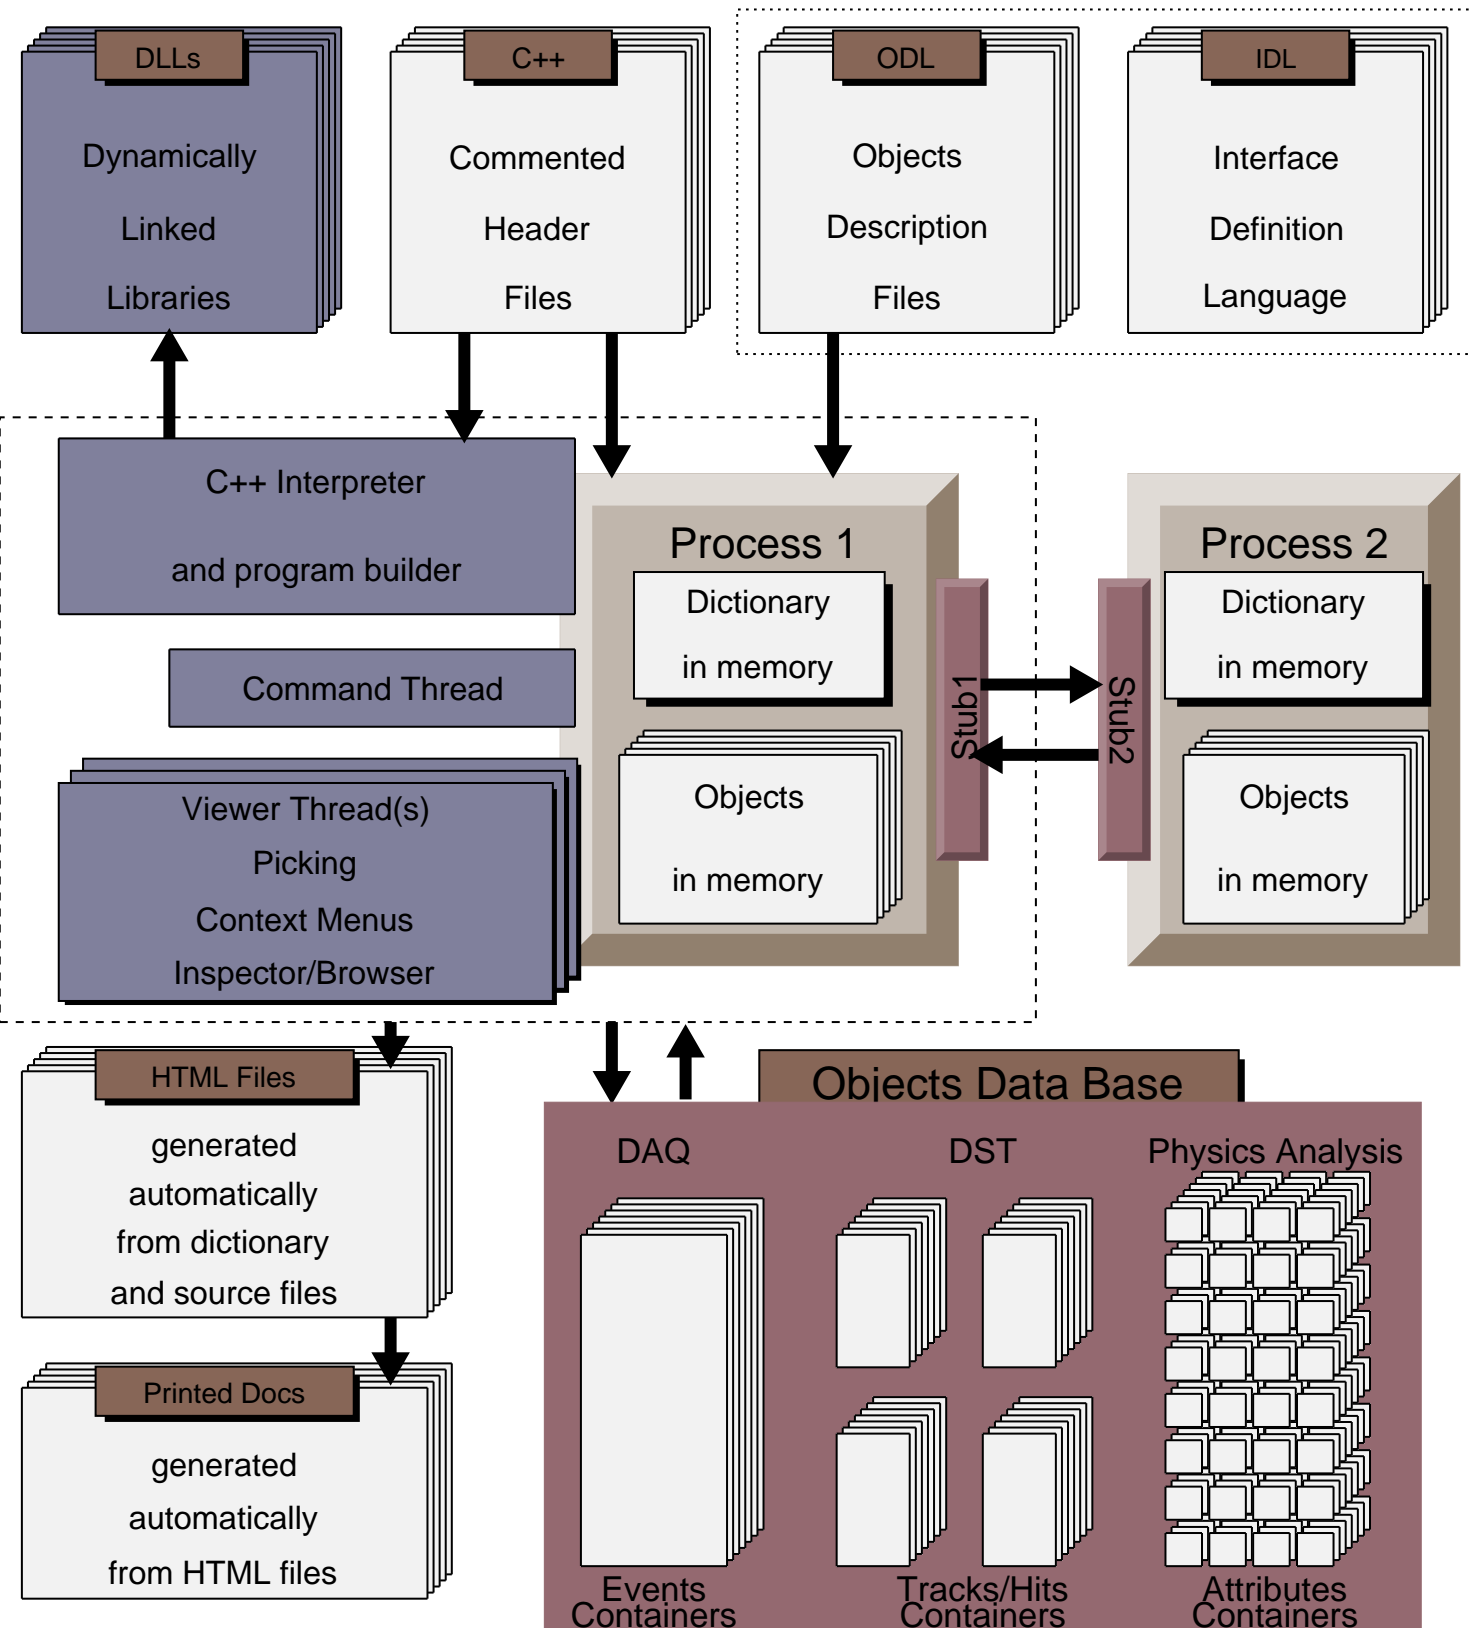 DLLs
Dynamically
Linked
Libraries
C++
Commented
Header
Files
ODL
Objects
Description
Files
IDL
Interface
Definition
Language
C++ Interpreter
and program builder
Command Thread
Viewer Thread(s)
Picking
Context Menus
Inspector/Browser
Process 1
Dictionary
in memory
Objects
in memory
Stub1
Stub2
Process 2
Dictionary
in memory
Objects
in memory
HTML Files
generated
automatically
from dictionary
and source files
Printed Docs
generated
automatically
from HTML files
Objects Data Base
DAQ
Events
Containers
DST
Tracks/Hits
Containers
Physics Analysis
Attributes
Containers